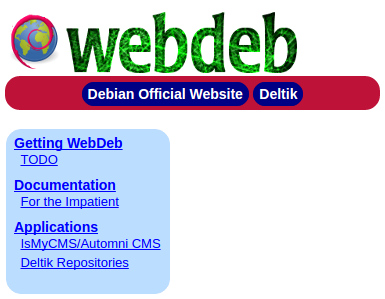 webdeb
Debian Official Website Deltik
Getting WebDeb
TODO
Documentation
For the Impatient
Applications
IsMyCMS/Automni CMS
Deltik Repositories